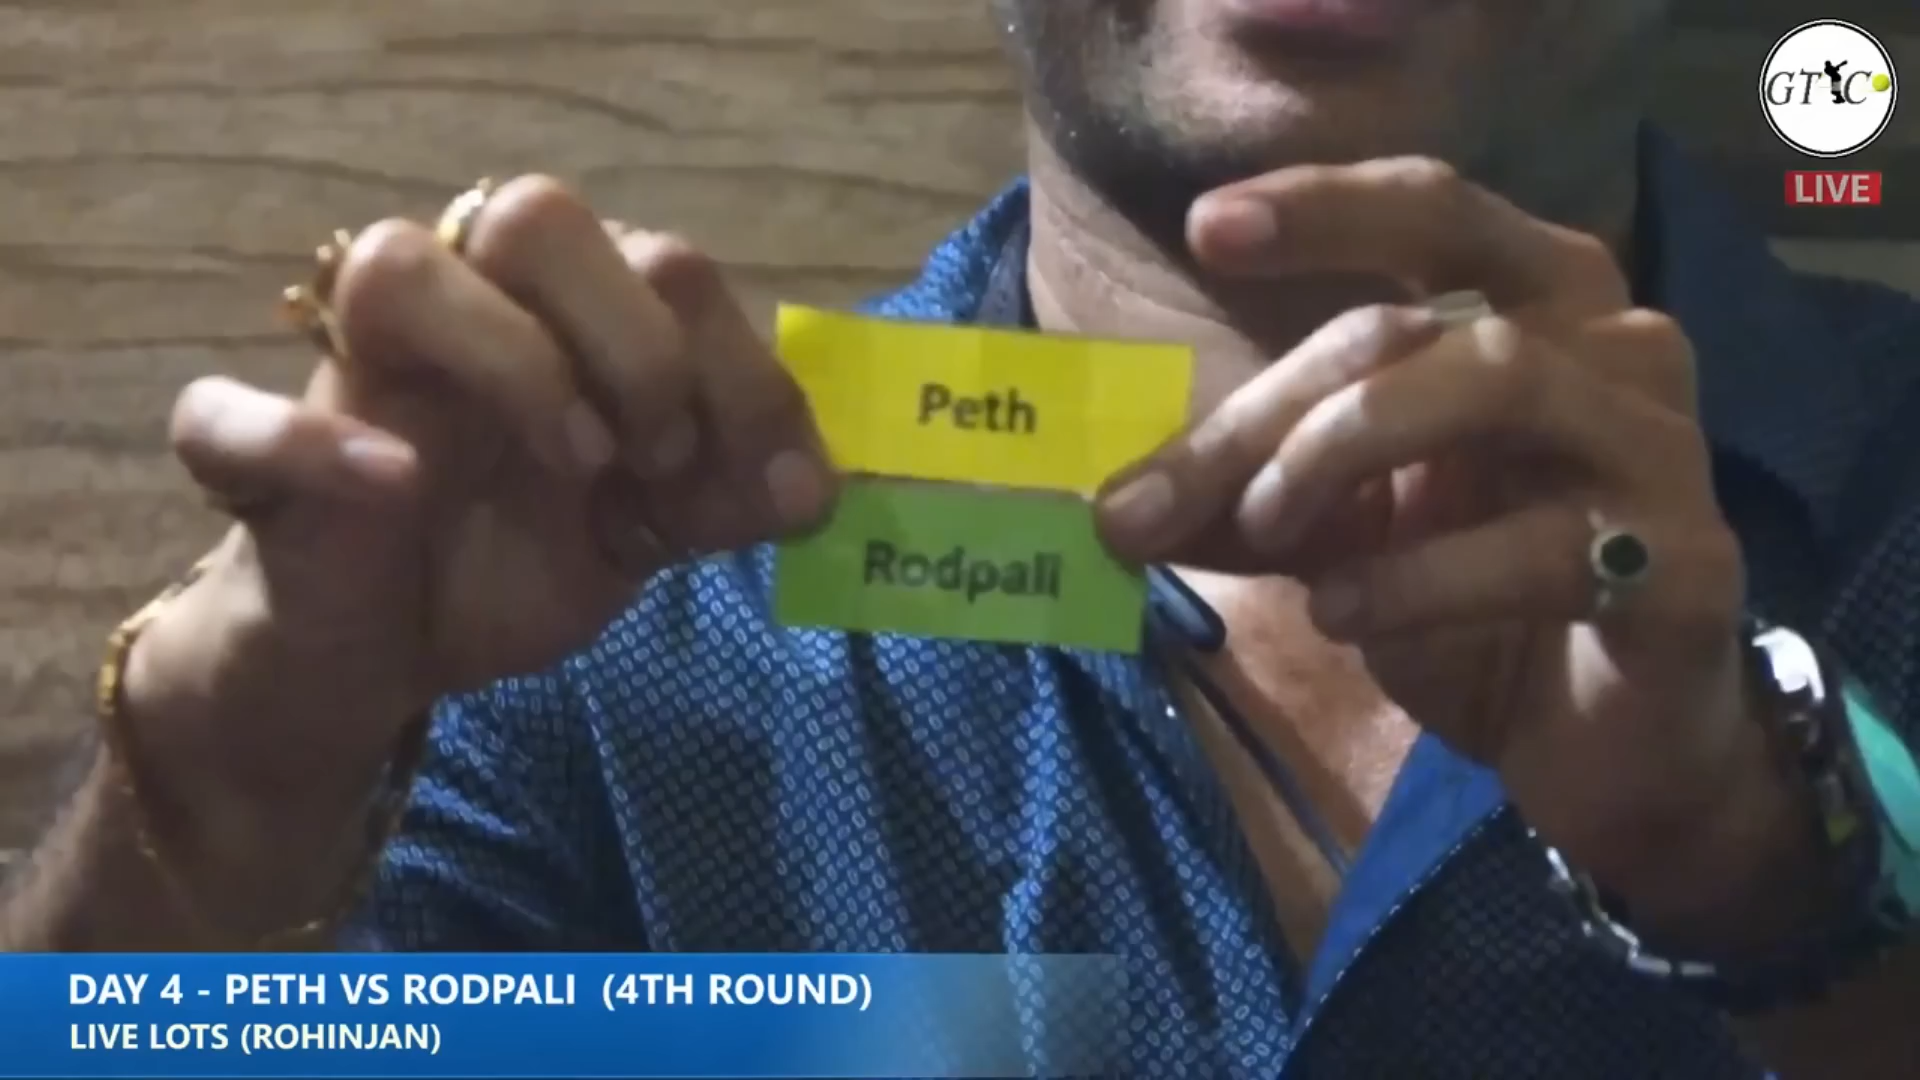 GTC
LIVE
Peth
Rodpali
DAY 4 - PETH VS RODPALI (4TH ROUND)
LIVE LOTS (ROHINJAN)